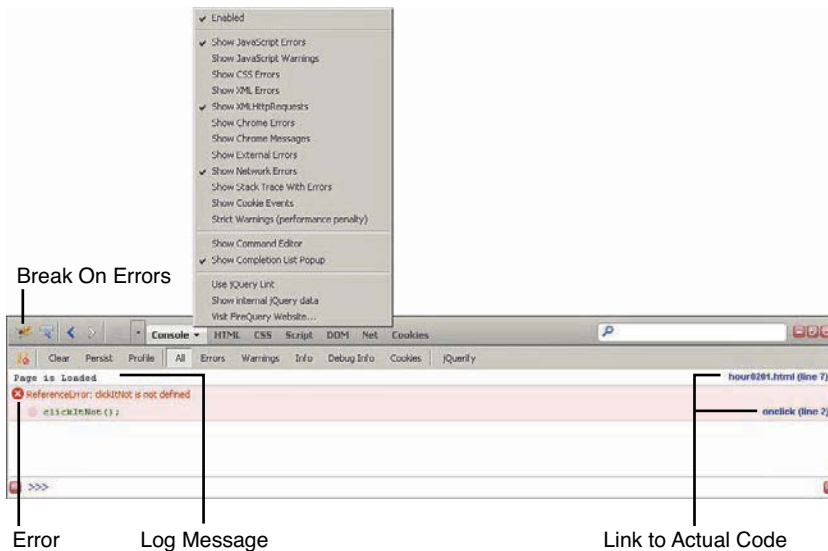 Enabled
Show JavaScript Errors
Show JavaScript Warnings
Show CSS Errors
Show XML Errors
Show XMLHttpRequests
Show Chrome Errors
Show Chrome Messages
Show External Errors
Show Network Errors
Show Stack Trace With Errors
Show Cookie Events
Strict Warnings (performance penalty)
Show Command Editor
Show Completion List Popup
Use jQuery Lint
Show internal jQuery data
Visit FireQuery Website...
Break On Errors
Console HTML CSS Script DOM Net Cookies
Clear Persist Profile All Errors Warnings Info Debug Info Cookies jQuerify
Page is Loaded hour0201.html (line 7)
ReferenceError: clickItNot is not defined
clickItNot(); onclick (line 2)
>>>
Error Log Message Link to Actual Code